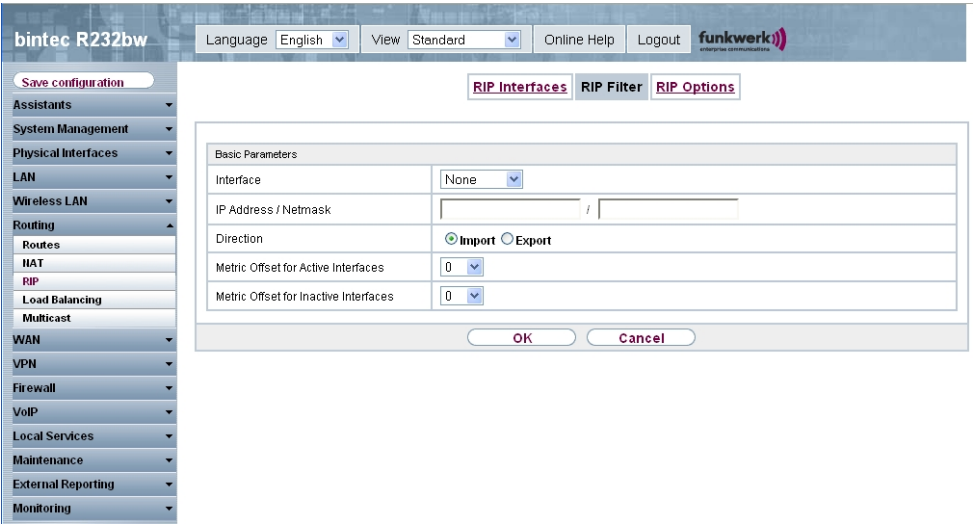 bintec R232bw
Language English View Standard Online Help Logout funkwerk
enterprise communications
Save configuration
Assistants
System Management
Physical Interfaces
LAN
Wireless LAN
Routing
Routes
NAT
RIP
Load Balancing
Multicast
WAN
VPN
Firewall
VoIP
Local Services
Maintenance
External Reporting
Monitoring
RIP Interfaces RIP Filter RIP Options
Basic Parameters
Interface None
IP Address / Netmask /
Direction Import Export
Metric Offset for Active Interfaces 0
Metric Offset for Inactive Interfaces 0
OK Cancel